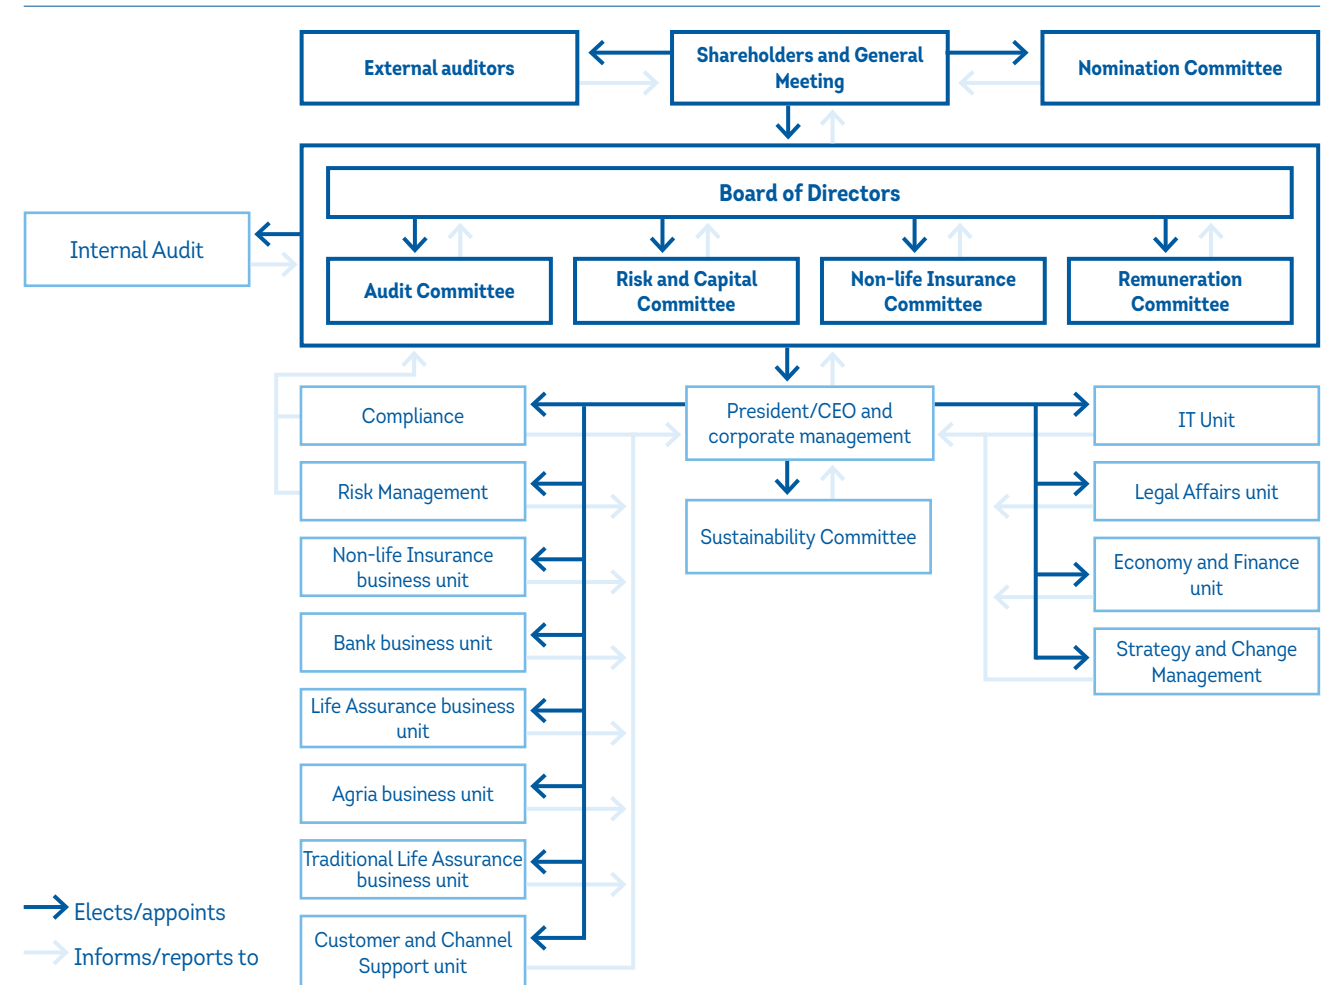 External auditors
Shareholders and General
Meeting
Nomination Committee
Board of Directors
Internal Audit
Audit Committee
Risk and Capital
Committee
Non-life Insurance
Committee
Remuneration
Committee
Compliance
President/CEO and
corporate management
IT Unit
Risk Management
Legal Affairs unit
Sustainability Committee
Non-life Insurance
business unit
Economy and Finance
unit
Bank business unit
Strategy and Change
Management
Life Assurance business
unit
Agria business unit
Traditional Life Assurance
business unit
Customer and Channel
Support unit
Elects/appoints
Informs/reports to